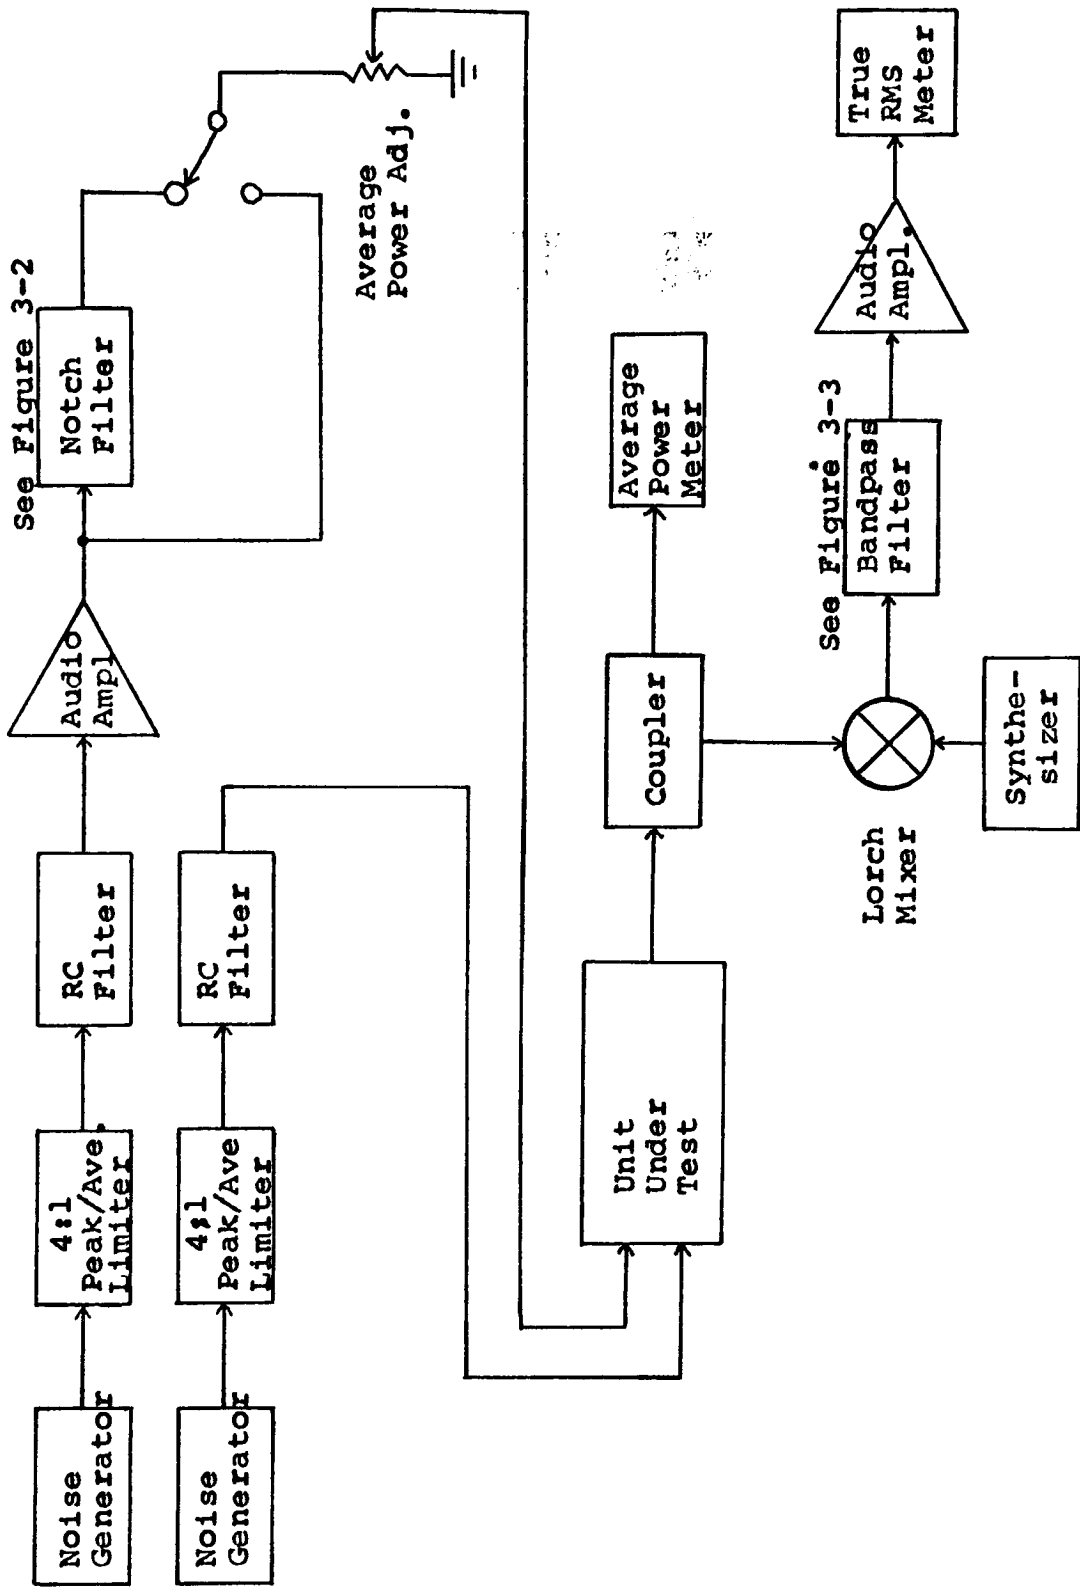 See Figure 3-2
Noise
Generator
4:1
Peak/Ave.
Limiter
RC
Filter
Audio
Ampl
Notch
Filter
Noise
Generator
4:1
Peak/Ave
Limiter
RC
Filter
Average
Power Adj.
Unit
Under
Test
Coupler
Average
Power
Meter
See Figure 3-3
Lorch
Mixer
Bandpass
Filter
Audio
Ampl.
True
RMS
Meter
Synthe-
sizer